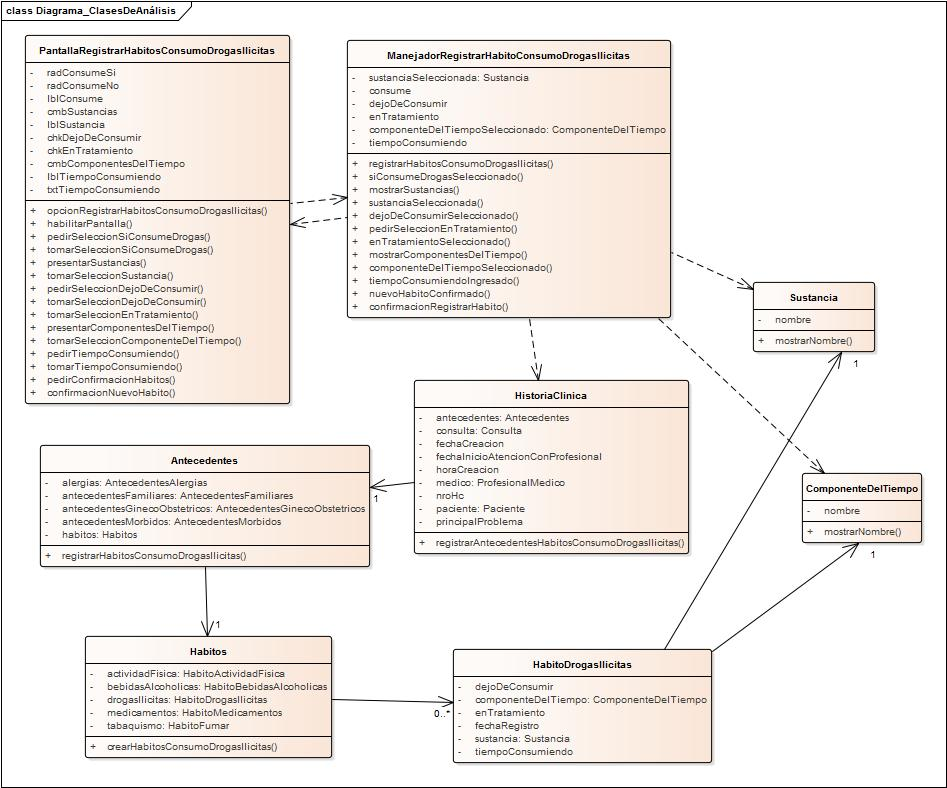 class Diagrama_ClasesDeAnálisis
PantallaRegistrarHabitosConsumoDrogasIlicitas
- radConsumeSi
- radConsumeNo
- lblConsume
- cmbSustancias
- lblSustancia
- chkDejoDeConsumir
- chkEnTratamiento
- cmbComponentesDelTiempo
- lblTiempoConsumiendo
- txtTiempoConsumiendo
+ opcionRegistrarHabitosConsumoDrogasIlicitas()
+ habilitarPantalla()
+ pedirSeleccionSiConsumeDrogas()
+ tomarSeleccionSiConsumeDrogas()
+ presentarSustancias()
+ tomarSeleccionSustancia()
+ pedirSeleccionDejoDeConsumir()
+ tomarSeleccionDejoDeConsumir()
+ tomarSeleccionEnTratamiento()
+ presentarComponentesDelTiempo()
+ tomarSeleccionComponenteDelTiempo()
+ pedirTiempoConsumiendo()
+ tomarTiempoConsumiendo()
+ pedirConfirmacionHabitos()
+ confirmacionNuevoHabito()
ManejadorRegistrarHabitoConsumoDrogasIlicitas
- sustanciaSeleccionada: Sustancia
- consume
- dejoDeConsumir
- enTratamiento
- componenteDelTiempoSeleccionado: ComponenteDelTiempo
- tiempoConsumiendo
+ registrarHabitosConsumoDrogasIlicitas()
+ siConsumeDrogasSeleccionado()
+ mostrarSustancias()
+ sustanciaSeleccionada()
+ dejoDeConsumirSeleccionado()
+ pedirSeleccionEnTratamiento()
+ enTratamientoSeleccionado()
+ mostrarComponentesDelTiempo()
+ componenteDelTiempoSeleccionado()
+ tiempoConsumiendoIngresado()
+ nuevoHabitoConfirmado()
+ confirmacionRegistrarHabito()
Sustancia
- nombre
+ mostrarNombre()
1
HistoriaClinica
- antecedentes: Antecedentes
- consulta: Consulta
- fechaCreacion
- fechaInicioAtencionConProfesional
- horaCreacion
- medico: ProfesionalMedico
- nroHc
- paciente: Paciente
- principalProblema
+ registrarAntecedentesHabitosConsumoDrogasIlicitas()
Antecedentes
- alergias: AntecedentesAlergias
- antecedentesFamiliares: AntecedentesFamiliares
- antecedentesGinecoObstetricos: AntecedentesGinecoObstetricos
- antecedentesMorbidos: AntecedentesMorbidos
- habitos: Habitos
+ registrarHabitosConsumoDrogasIlicitas()
1
ComponenteDelTiempo
- nombre
+ mostrarNombre()
1
1
Habitos
- actividadFisica: HabitoActividadFisica
- bebidasAlcoholicas: HabitoBebidasAlcoholicas
- drogasIlicitas: HabitoDrogasIlicitas
- medicamentos: HabitoMedicamentos
- tabaquismo: HabitoFumar
+ crearHabitosConsumoDrogasIlicitas()
0..*
HabitoDrogasIlicitas
- dejoDeConsumir
- componenteDelTiempo: ComponenteDelTiempo
- enTratamiento
- fechaRegistro
- sustancia: Sustancia
- tiempoConsumiendo